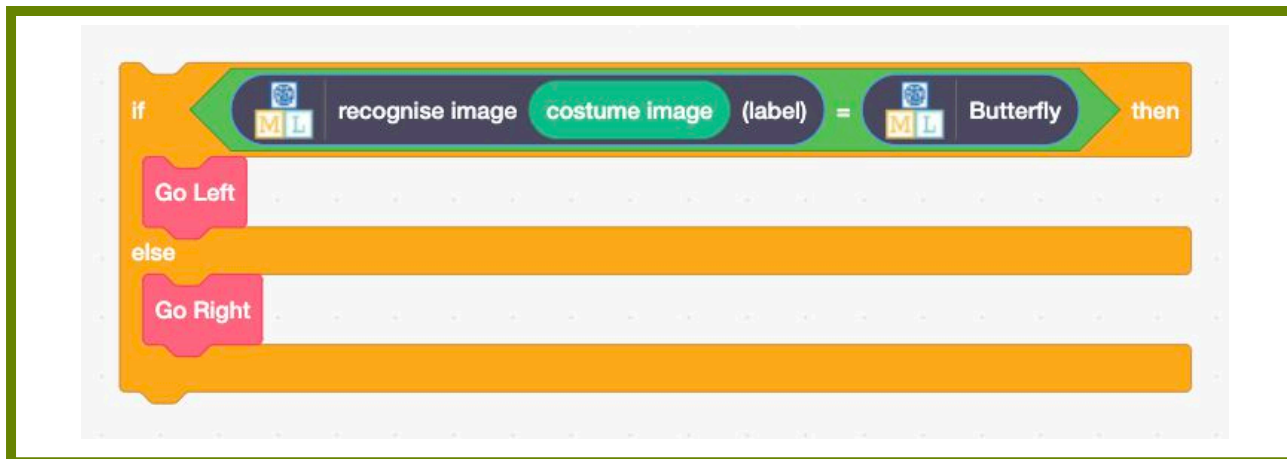 if ML recognise image costume image (label) = ML Butterfly then
Go Left
else
Go Right